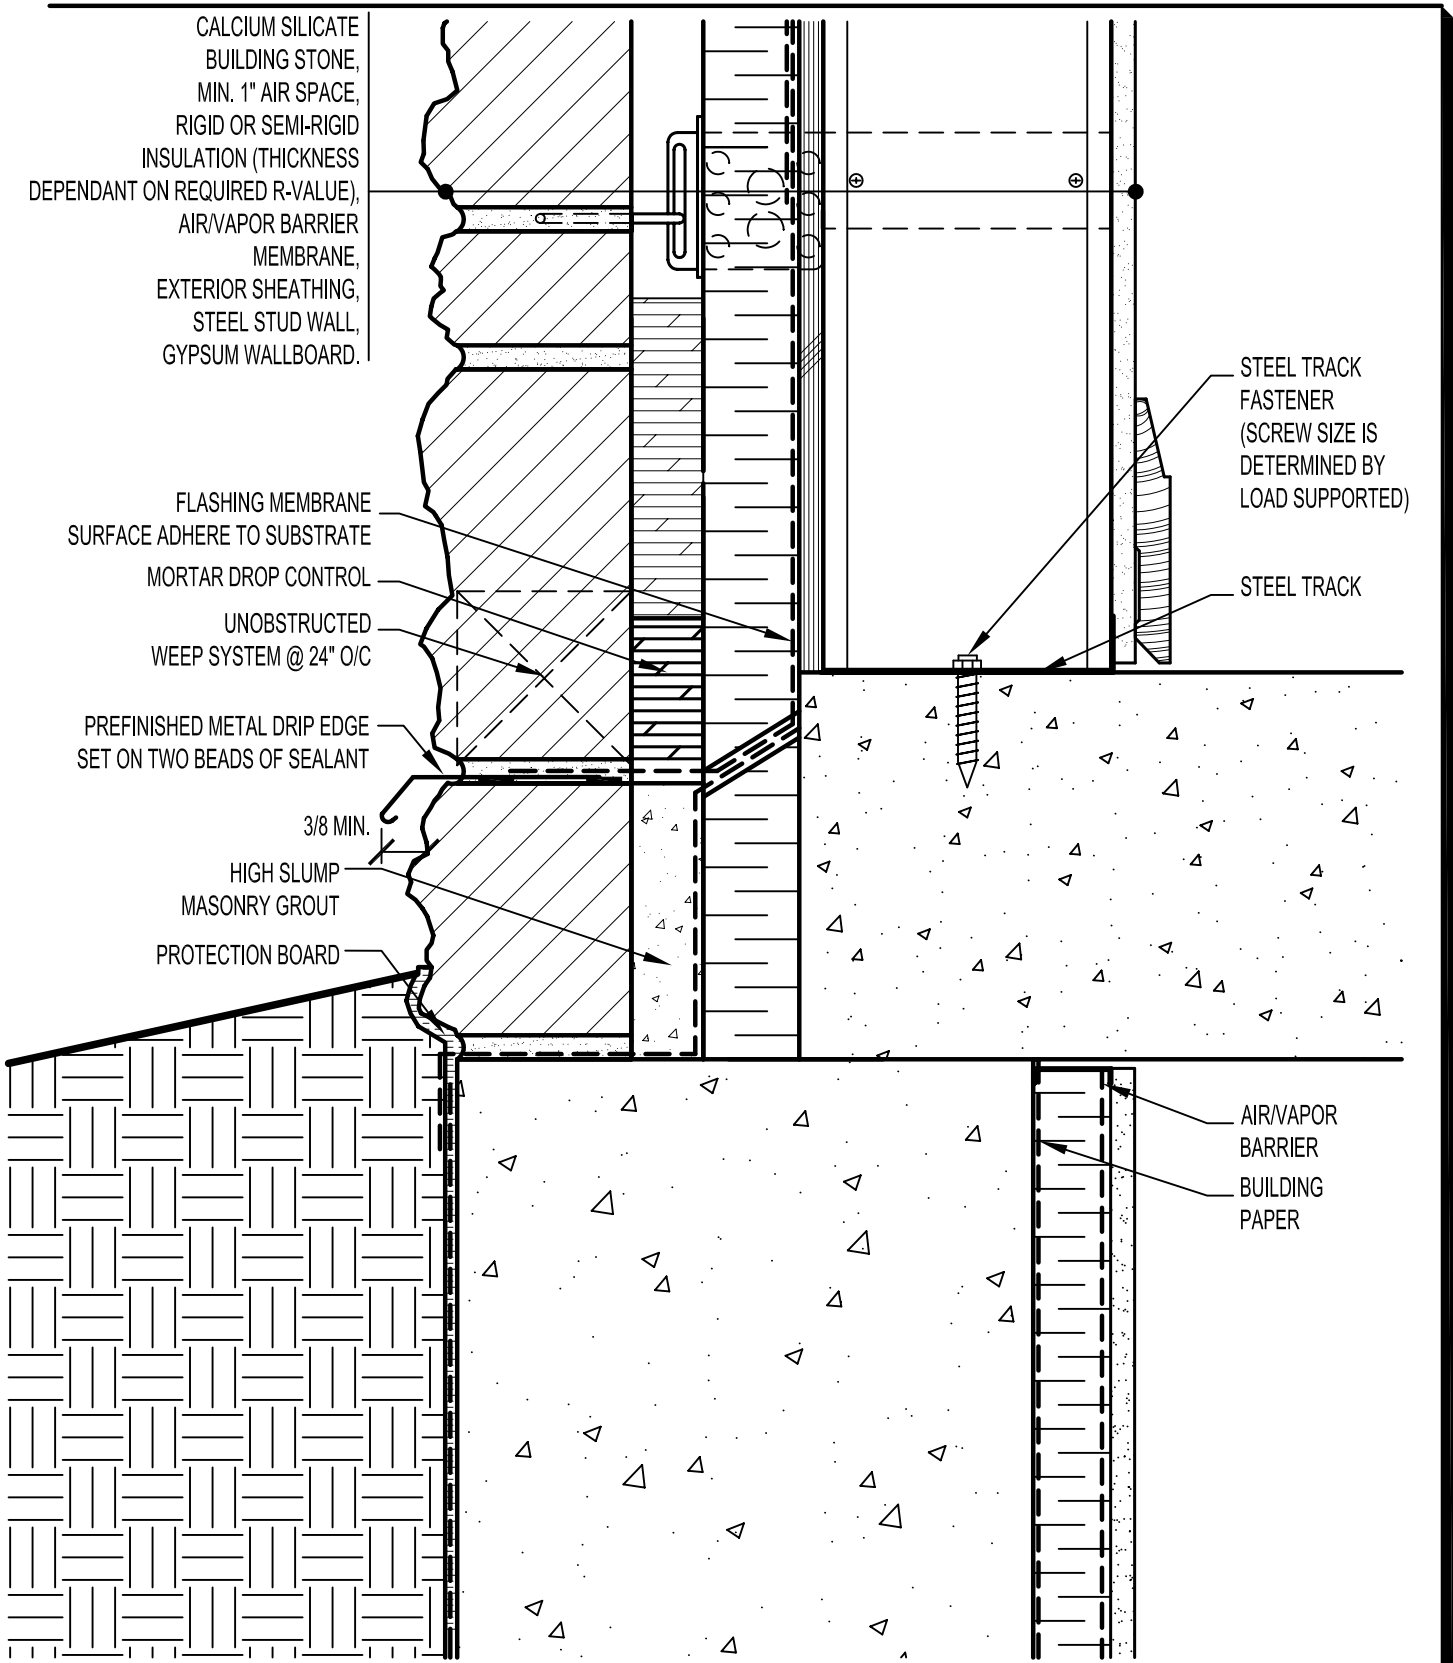 CALCIUM SILICATE
BUILDING STONE,
MIN. 1" AIR SPACE,
RIGID OR SEMI-RIGID
INSULATION (THICKNESS
DEPENDANT ON REQUIRED R-VALUE),
AIR/VAPOR BARRIER
MEMBRANE,
EXTERIOR SHEATHING,
STEEL STUD WALL,
GYPSUM WALLBOARD.
STEEL TRACK
FASTENER
(SCREW SIZE IS
DETERMINED BY
LOAD SUPPORTED)
FLASHING MEMBRANE
SURFACE ADHERE TO SUBSTRATE
MORTAR DROP CONTROL
STEEL TRACK
UNOBSTRUCTED
WEEP SYSTEM @ 24" O/C
PREFINISHED METAL DRIP EDGE
SET ON TWO BEADS OF SEALANT
3/8 MIN.
HIGH SLUMP
MASONRY GROUT
PROTECTION BOARD
AIR/VAPOR
BARRIER
BUILDING
PAPER